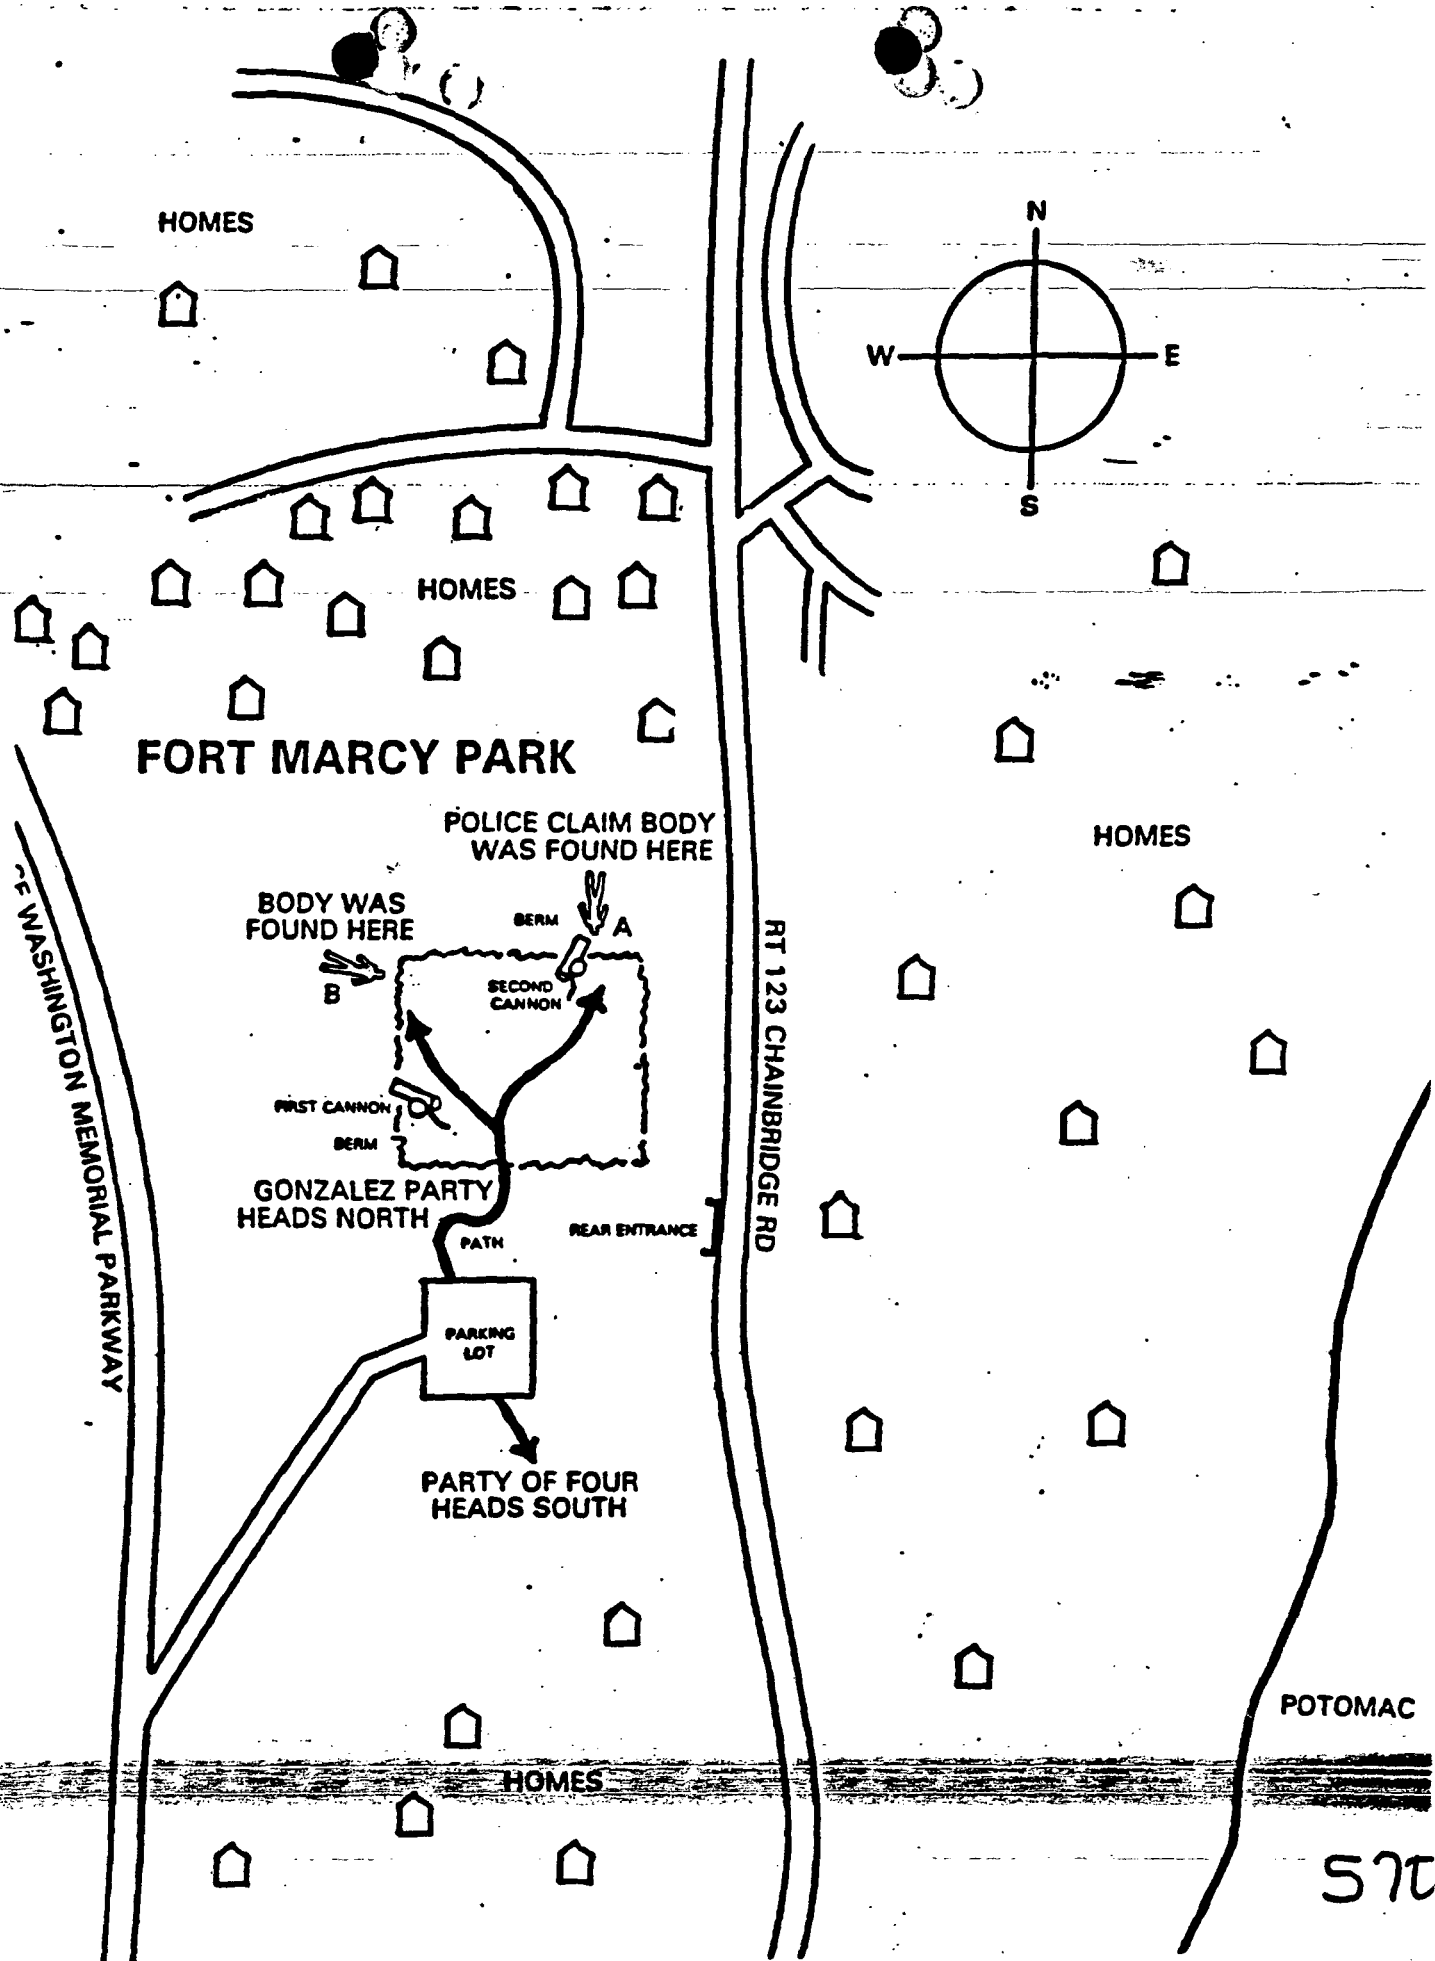 HOMES
N
W
E
S
HOMES
FORT MARCY PARK
POLICE CLAIM BODY
WAS FOUND HERE
HOMES
BODY WAS
FOUND HERE
BERM
A
B
SECOND
CANNON
FIRST CANNON
BERM
RT 123 CHAINBRIDGE RD
WASHINGTON MEMORIAL PARKWAY
GONZALEZ PARTY
HEADS NORTH
PATH
REAR ENTRANCE
PARKING
LOT
PARTY OF FOUR
HEADS SOUTH
POTOMAC
HOMES